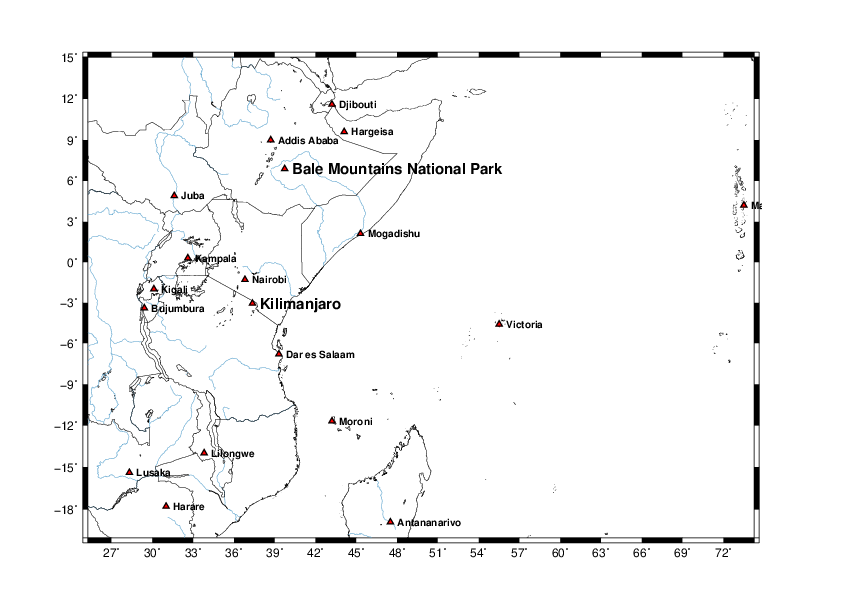 15°
12°
Djibouti
Hargeisa
9°
Addis Ababa
Bale Mountains National Park
6°
Juba
Ma
3°
Mogadishu
0°
Kampala
Nairobi
Kigali
−3°
Kilimanjaro
Bujumbura
Victoria
−6°
Dar es Salaam
−9°
−12°
Moroni
Lilongwe
−15°
Lusaka
Harare
−18°
Antananarivo
27° 30° 33° 36° 39° 42° 45° 48° 51° 54° 57° 60° 63° 66° 69° 72°